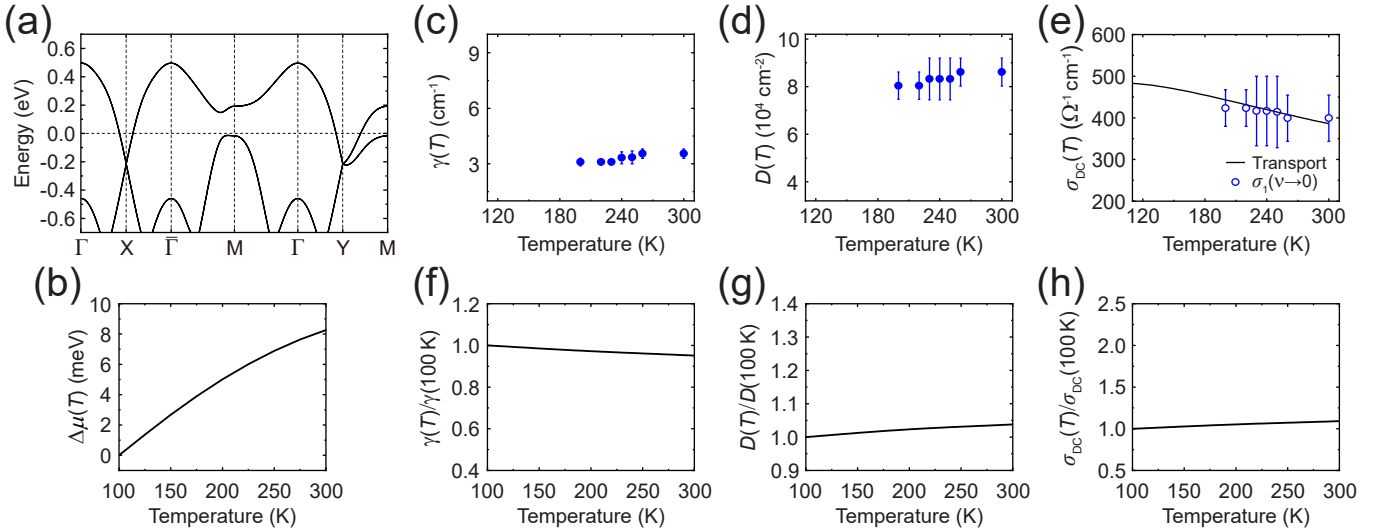 (a)
Energy (eV)
0.6
0.4
0.2
0.0
-0.2
-0.4
-0.6
Γ X Γ̅ M Γ Y M
(c)
γ(T) (cm⁻¹)
9
6
3
120 180 240 300
Temperature (K)
(d)
D(T) (10⁴ cm⁻²)
10
8
6
4
120 180 240 300
Temperature (K)
(e)
σ_DC(T) (Ω⁻¹ cm⁻¹)
600
500
400
300
200
Transport
σ₁(ν→0)
120 180 240 300
Temperature (K)
(b)
Δμ(T) (meV)
10
8
6
4
2
0
100 150 200 250 300
Temperature (K)
(f)
γ(T)/γ(100 K)
1.2
1.0
0.8
0.6
0.4
100 150 200 250 300
Temperature (K)
(g)
D(T)/D(100 K)
1.4
1.3
1.2
1.1
1.0
0.9
100 150 200 250 300
Temperature (K)
(h)
σ_DC(T)/σ_DC(100 K)
2.5
2.0
1.5
1.0
0.5
100 150 200 250 300
Temperature (K)